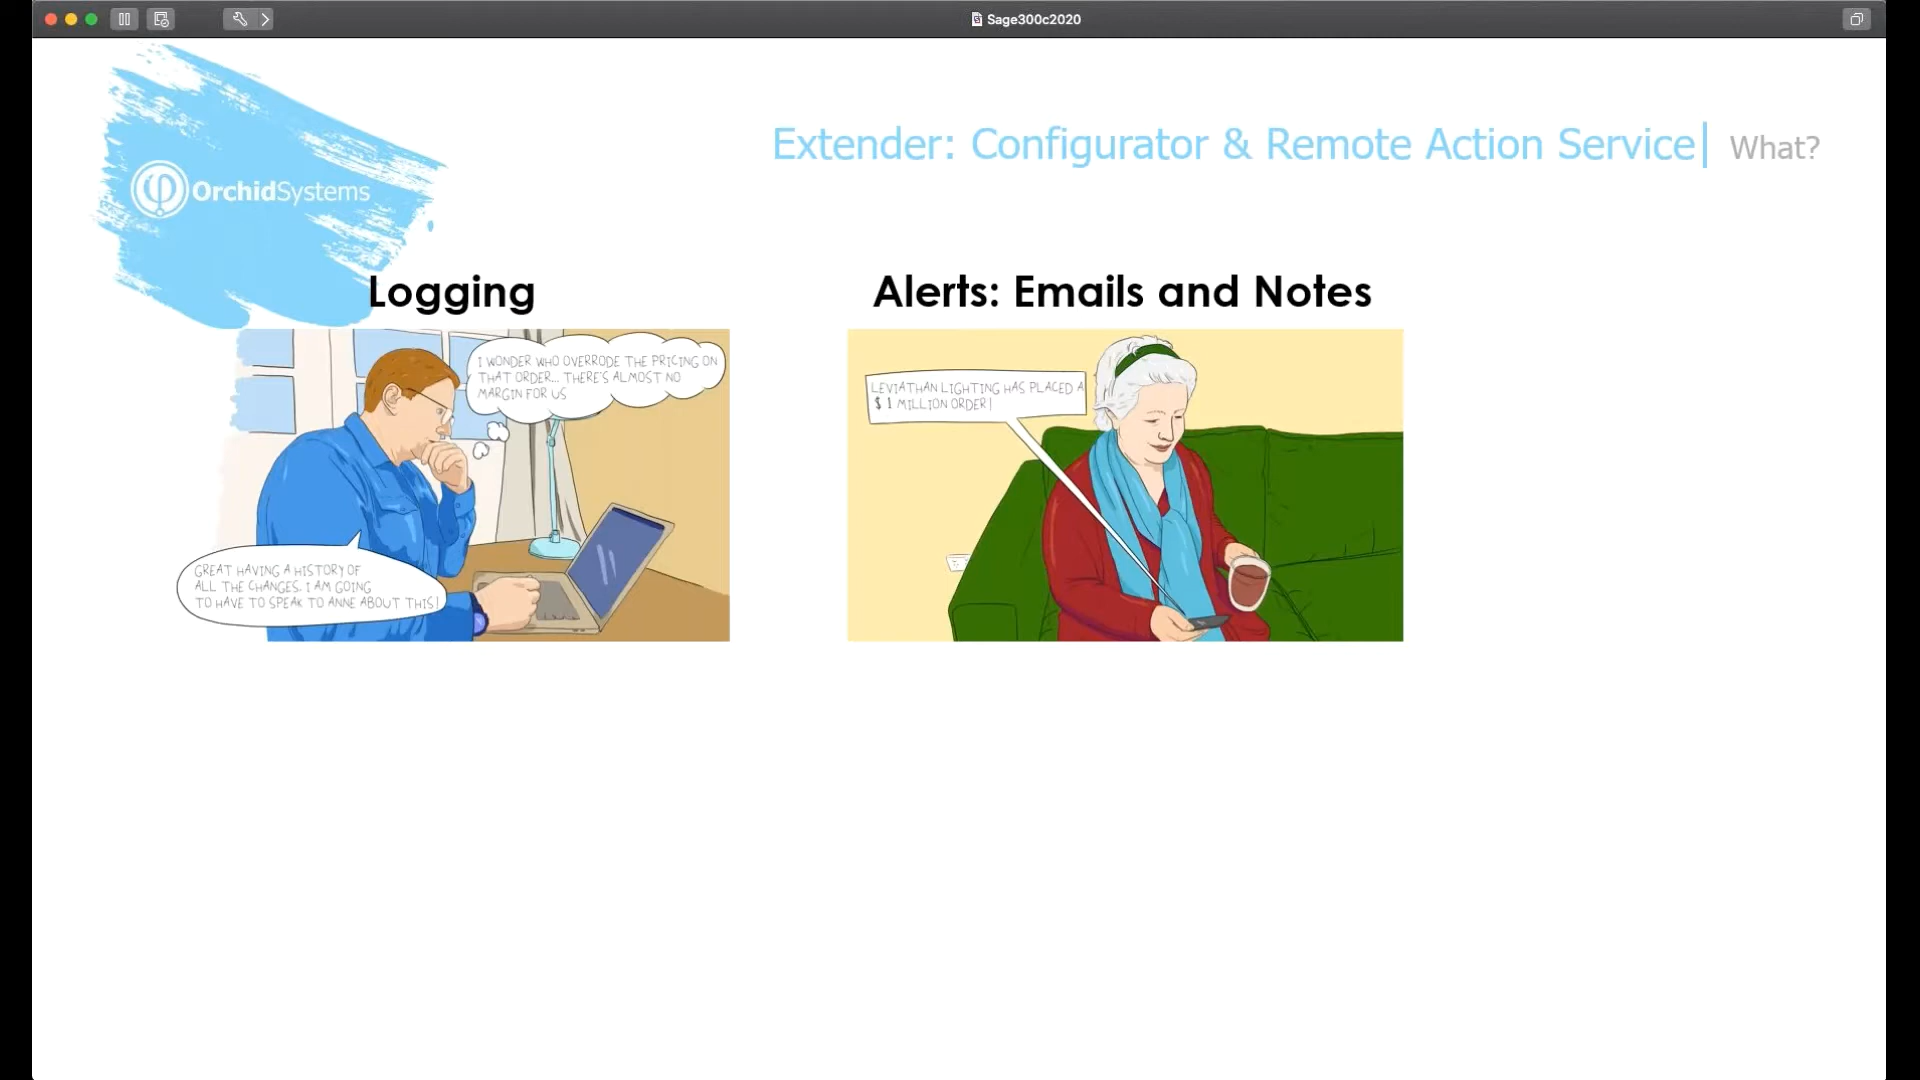 Sage300c2020
Extender: Configurator & Remote Action Service| What?
OrchidSystems
Logging
I WONDER WHO OVERRODE THE PRICING ON
THAT ORDER... THERE'S ALMOST NO
MARGIN FOR US
GREAT HAVING A HISTORY OF
ALL THE CHANGES. I AM GOING
TO HAVE TO SPEAK TO ANNE ABOUT THIS!
Alerts: Emails and Notes
LEVIATHAN LIGHTING HAS PLACED A
$ 1 MILLION ORDER!